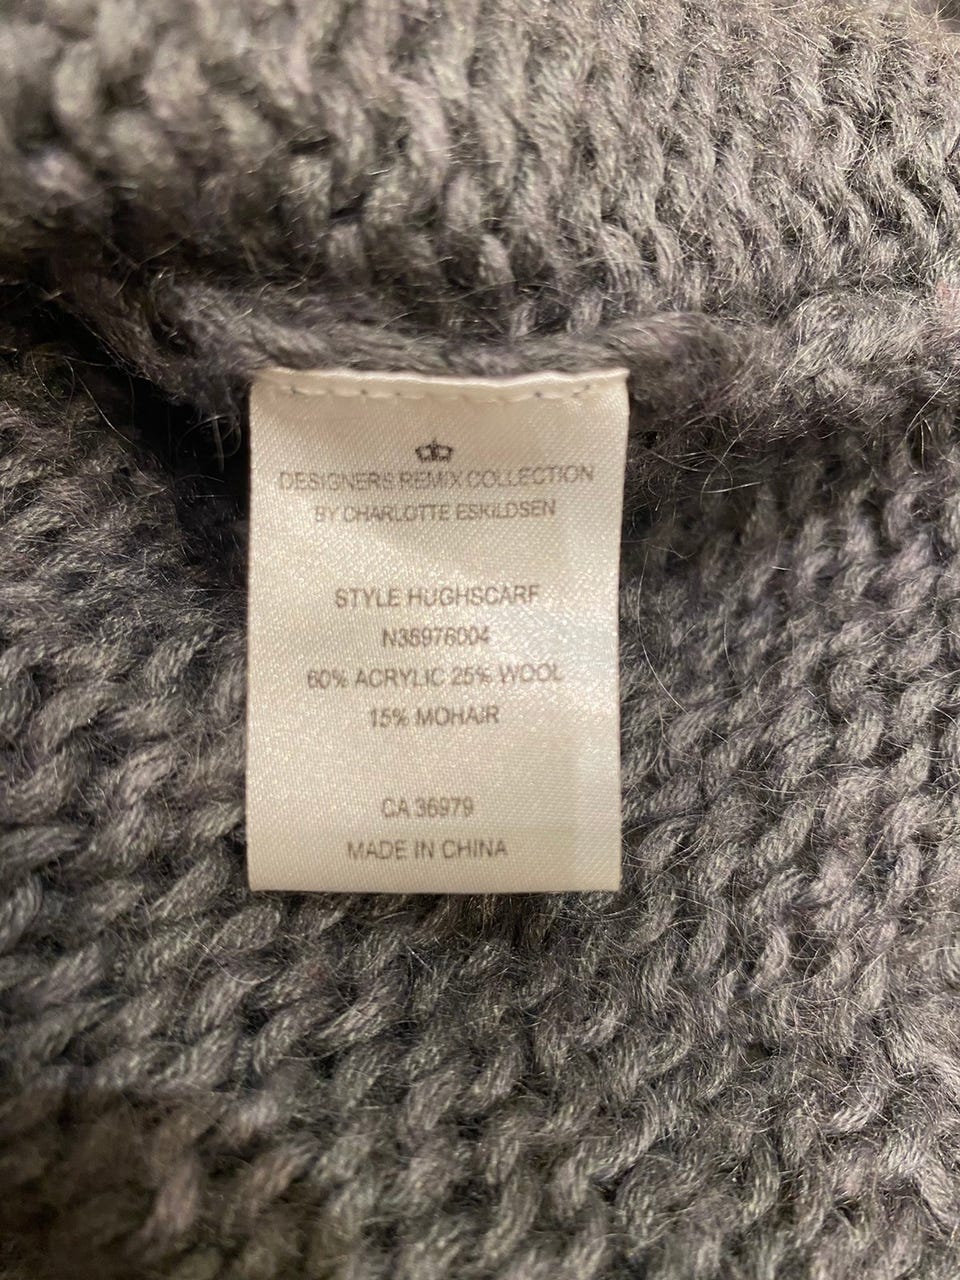 DESIGNERS REMIX COLLECTION
BY CHARLOTTE ESKILDSEN
STYLE HUGHSCARF
N36976004
60% ACRYLIC 25% WOOL
15% MOHAIR
CA 36979
MADE IN CHINA